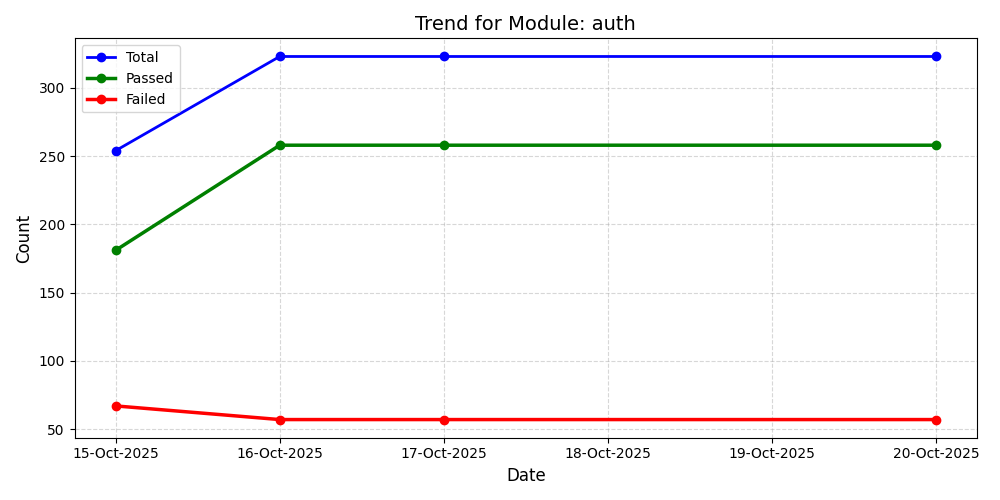 Trend for Module: auth
Total
Passed
Failed
Count
300
250
200
150
100
50
15-Oct-2025
16-Oct-2025
17-Oct-2025
18-Oct-2025
19-Oct-2025
20-Oct-2025
Date